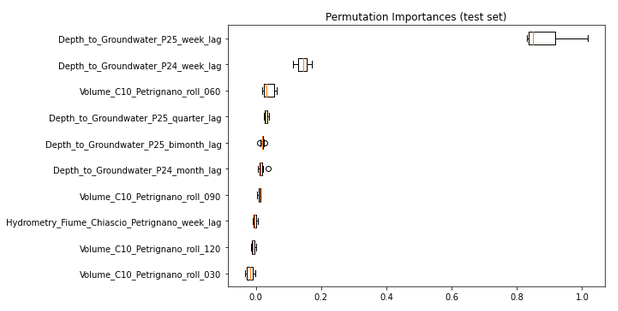 Permutation Importances (test set)
Depth_to_Groundwater_P25_week_lag
Depth_to_Groundwater_P24_week_lag
Volume_C10_Petrignano_roll_060
Depth_to_Groundwater_P25_quarter_lag
Depth_to_Groundwater_P25_bimonth_lag
Depth_to_Groundwater_P24_month_lag
Volume_C10_Petrignano_roll_090
Hydrometry_Fiume_Chiascio_Petrignano_week_lag
Volume_C10_Petrignano_roll_120
Volume_C10_Petrignano_roll_030
0.0 0.2 0.4 0.6 0.8 1.0